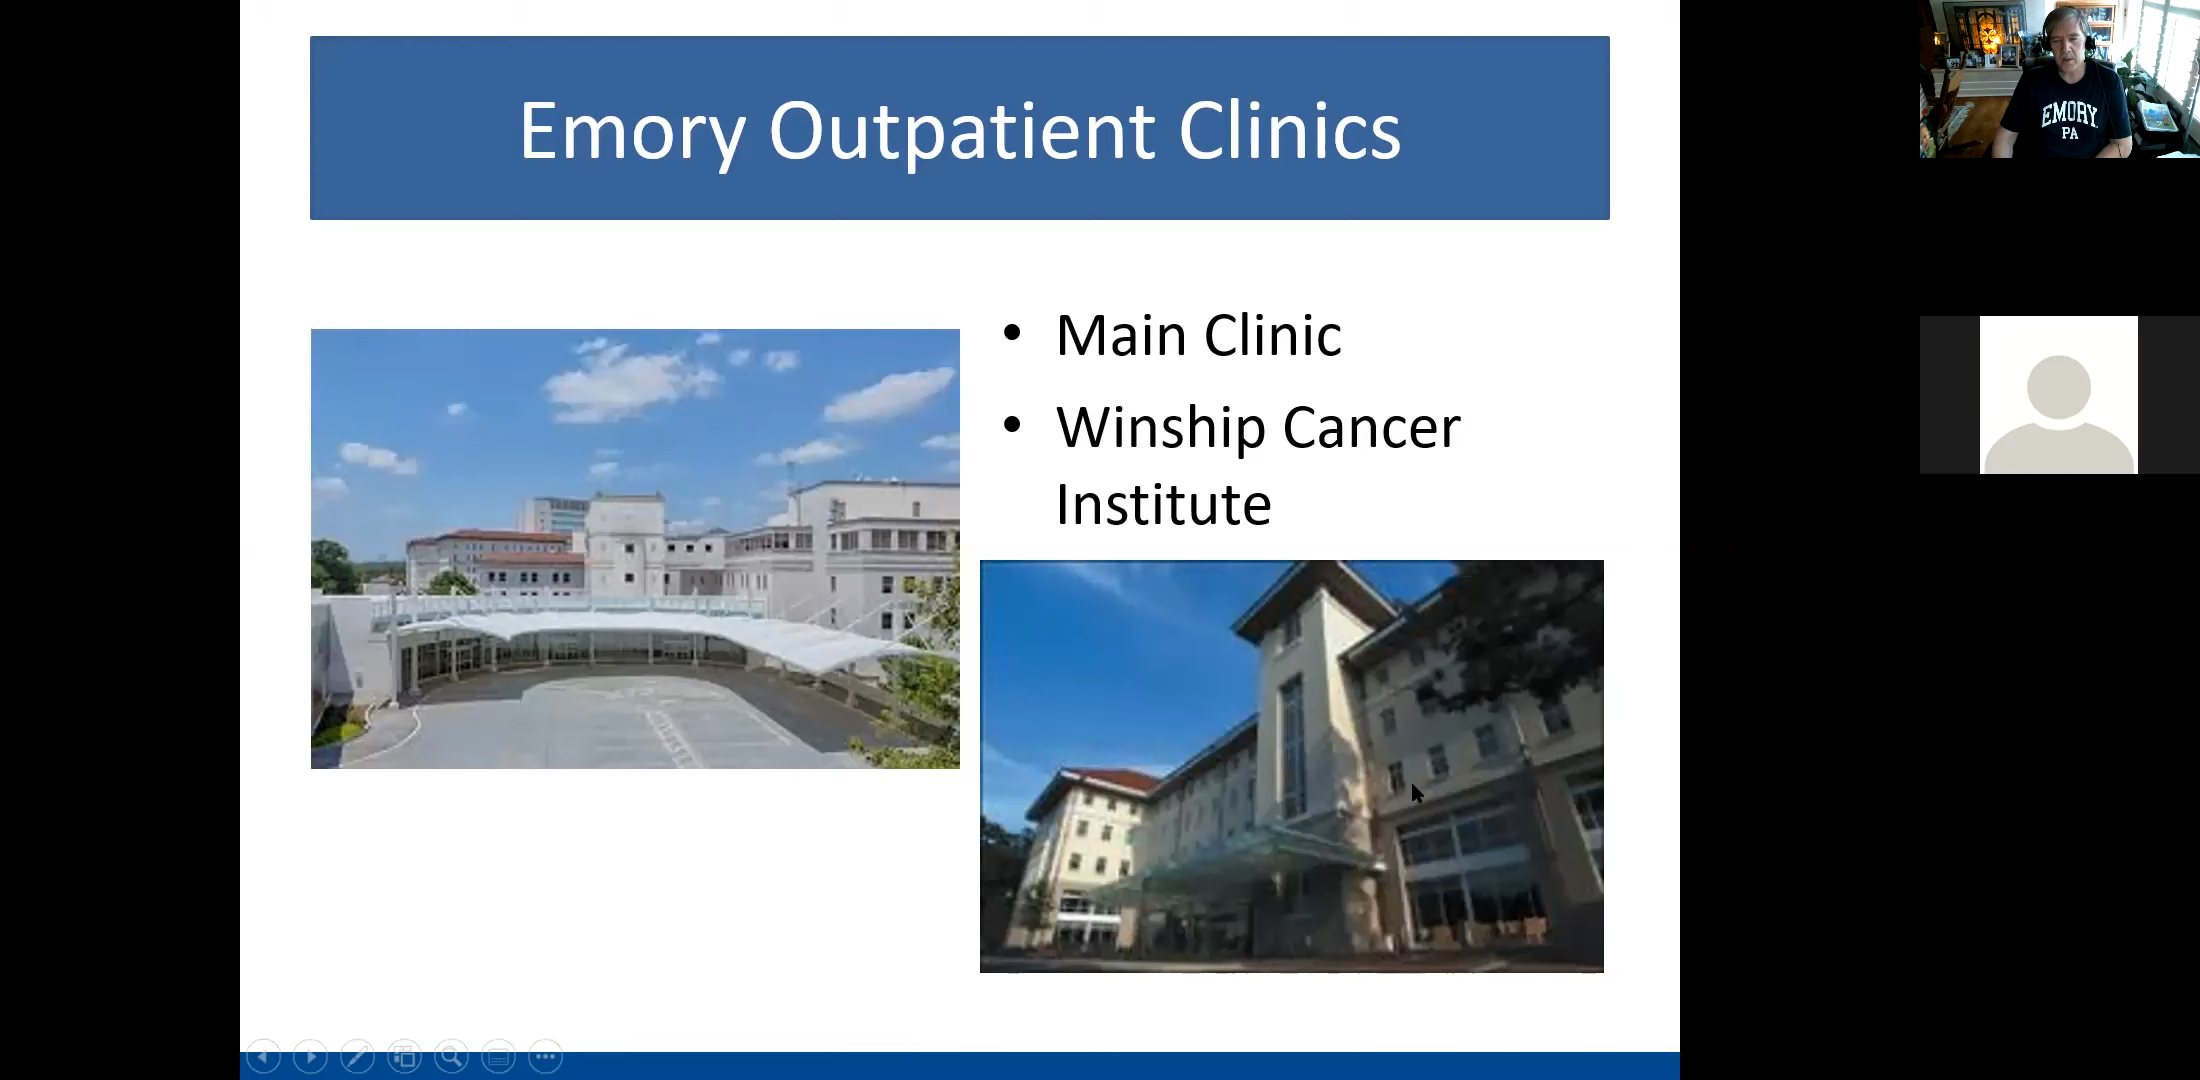 Emory Outpatient Clinics
• Main Clinic
• Winship Cancer
Institute
EMORY
PA